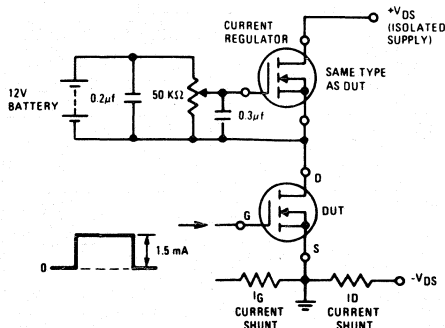 +VDS
(ISOLATED
SUPPLY)
CURRENT
REGULATOR
SAME TYPE
AS DUT
12V
BATTERY
0.2µf
50 KΩ
0.3µf
D
DUT
G
S
0
1.5 mA
IG
CURRENT
SHUNT
ID
CURRENT
SHUNT
-VDS